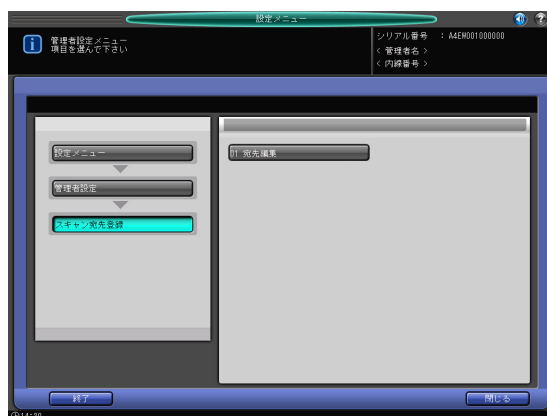 設定メニュー
管理者設定メニュー
項目を選んで下さい
シリアル番号 : A4EM001000000
< 管理者名 >
< 内線番号 >
設定メニュー
01 宛先編集
管理者設定
スキャン宛先登録
終了
閉じる
14:20